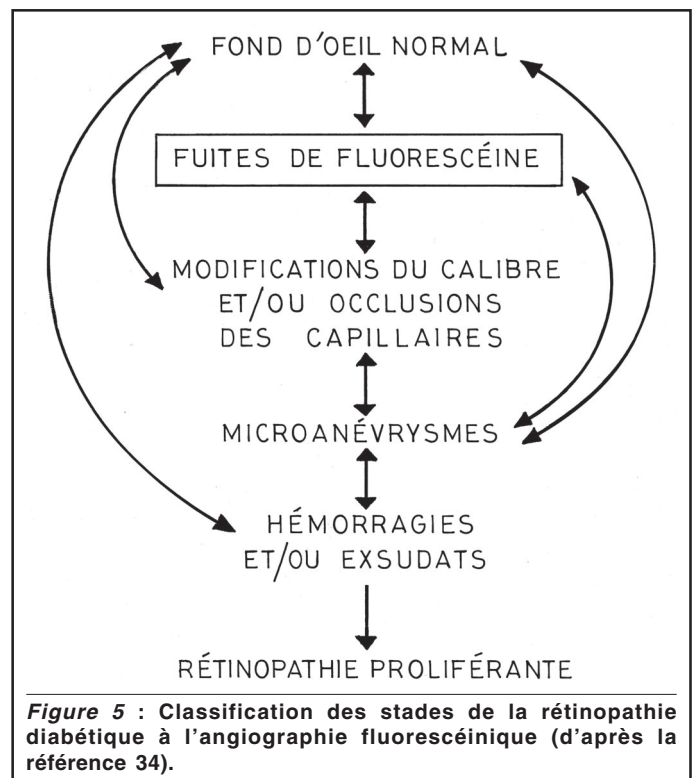 FOND D'OEIL NORMAL
FUITES DE FLUORESCÉINE
MODIFICATIONS DU CALIBRE
ET/OU OCCLUSIONS
DES CAPILLAIRES
MICROANÉVRYSMES
HÉMORRAGIES
ET/OU EXSUDATS
RÉTINOPATHIE PROLIFÉRANTE
Figure 5 : Classification des stades de la rétinopathie
diabétique à l'angiographie fluorescéinique (d'après la
référence 34).